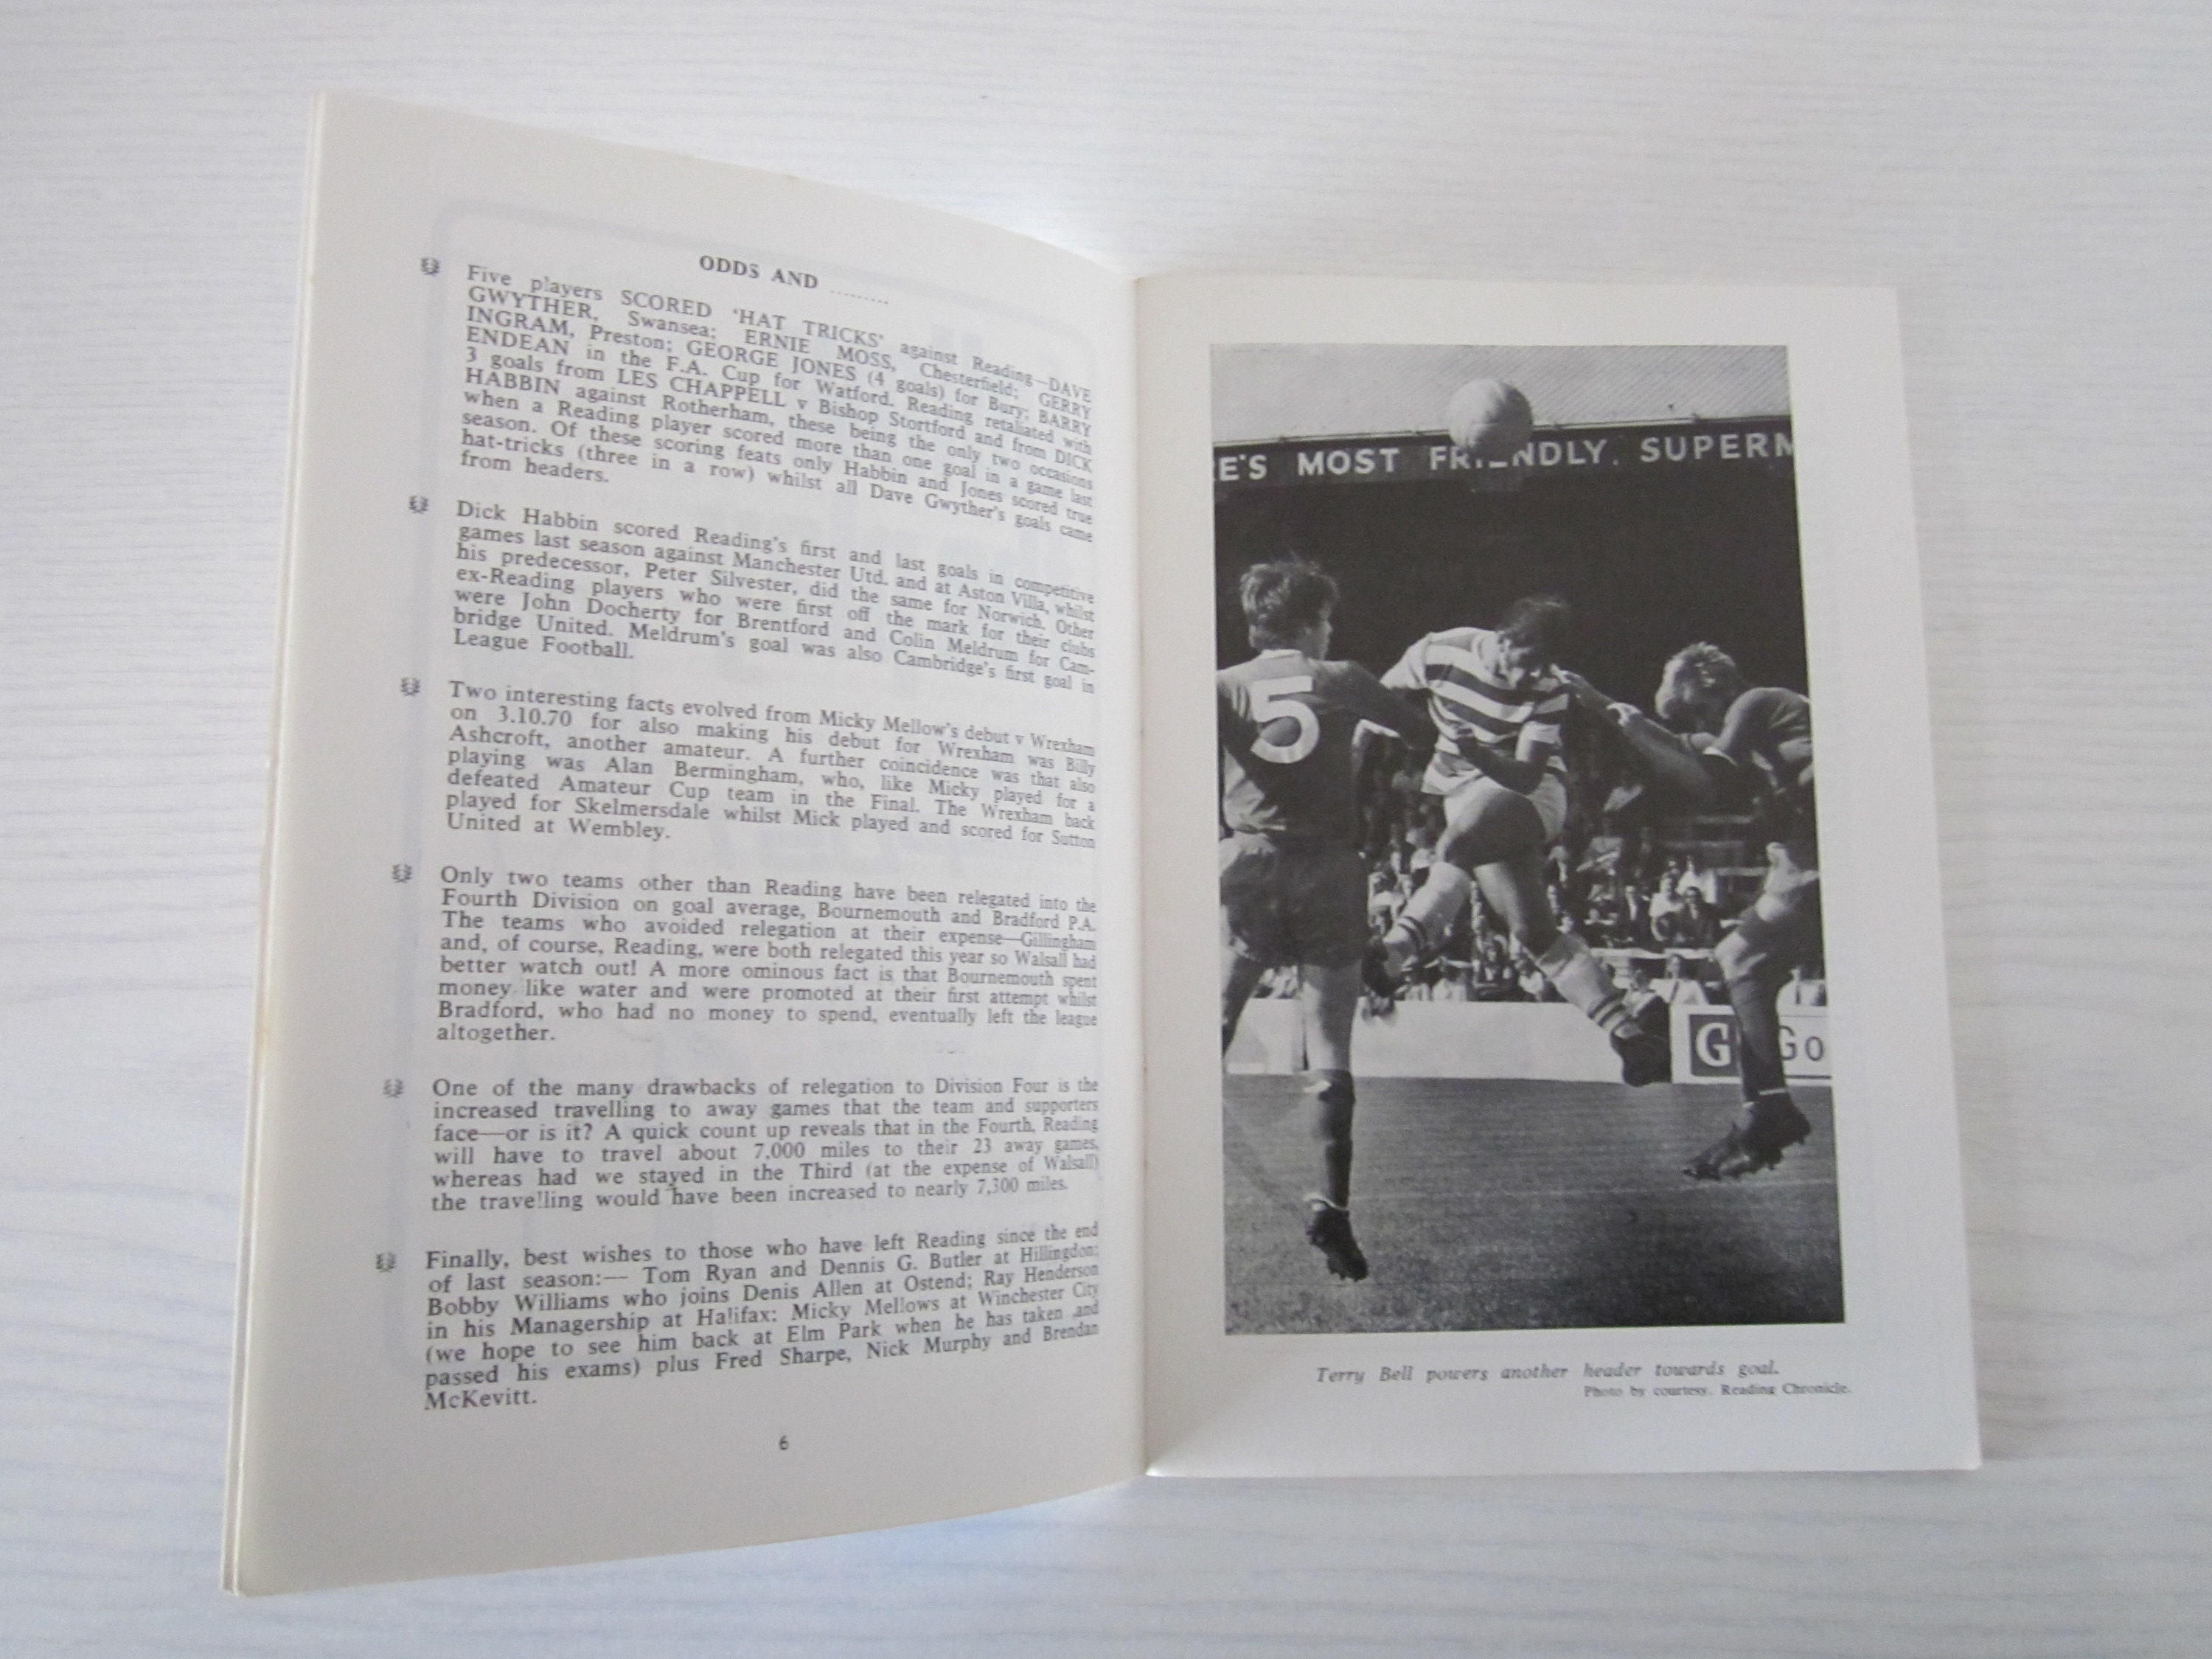 ODDS AND .........
Five players SCORED 'HAT TRICKS' against Reading—DAVE
GWYTHER, Swansea; ERNIE MOSS, Chesterfield; GERRY
INGRAM, Preston; GEORGE JONES (4 goals) for Bury; BARRY
ENDEAN in the F.A. Cup for Watford. Reading retaliated with
3 goals from LES CHAPPELL v Bishop Stortford and from DICK
HABBIN against Rotherham, these being the only two occasions
when a Reading player scored more than one goal in a game last
season. Of these scoring feats only Habbin and Jones scored true
hat-tricks (three in a row) whilst all Dave Gwyther's goals came
from headers.
Dick Habbin scored Reading's first and last goals in competitive
games last season against Manchester Utd. and at Aston Villa, whilst
his predecessor, Peter Silvester, did the same for Norwich. Other
ex-Reading players who were first off the mark for their clubs
were John Docherty for Brentford and Colin Meldrum for Cam-
bridge United. Meldrum's goal was also Cambridge's first goal in
League Football.
Two interesting facts evolved from Micky Mellow's debut v Wrexham
on 3.10.70 for also making his debut for Wrexham was Billy
Ashcroft, another amateur. A further coincidence was that also
playing was Alan Bermingham, who, like Micky played for a
defeated Amateur Cup team in the Final. The Wrexham back
played for Skelmersdale whilst Mick played and scored for Sutton
United at Wembley.
Only two teams other than Reading have been relegated into the
Fourth Division on goal average, Bournemouth and Bradford P.A.
The teams who avoided relegation at their expense—Gillingham
and, of course, Reading, were both relegated this year so Walsall had
better watch out! A more ominous fact is that Bournemouth spent
money like water and were promoted at their first attempt whilst
Bradford, who had no money to spend, eventually left the league
altogether.
One of the many drawbacks of relegation to Division Four is the
increased travelling to away games that the team and supporters
face—or is it? A quick count up reveals that in the Fourth, Reading
will have to travel about 7,000 miles to their 23 away games,
whereas had we stayed in the Third (at the expense of Walsall)
the travelling would have been increased to nearly 7,300 miles.
Finally, best wishes to those who have left Reading since the end
of last season:— Tom Ryan and Dennis G. Butler at Hillingdon;
Bobby Williams who joins Denis Allen at Ostend; Ray Henderson
in his Managership at Halifax: Micky Mellows at Winchester City
(we hope to see him back at Elm Park when he has taken and
passed his exams) plus Fred Sharpe, Nick Murphy and Brendan
McKevitt.
6
E'S MOST FRIENDLY. SUPERM
5
G Go
Terry Bell powers another header towards goal.
Photo by courtesy. Reading Chronicle.